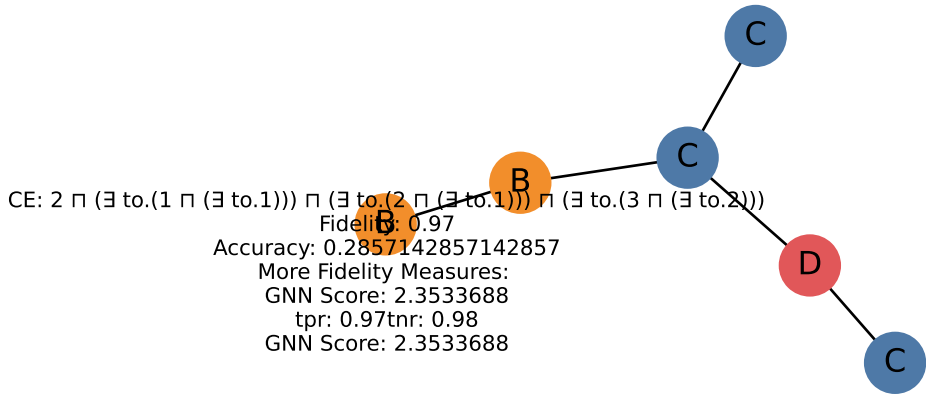 C
C
B
CE: 2 ⊓ (∃ to.(1 ⊓ (∃ to.1))) ⊓ (∃ to.(2 ⊓ (∃ to.1))) ⊓ (∃ to.(3 ⊓ (∃ to.2)))
B
Fidelity: 0.97
Accuracy: 0.2857142857142857
D
More Fidelity Measures:
GNN Score: 2.3533688
tpr: 0.97tnr: 0.98
GNN Score: 2.3533688
C